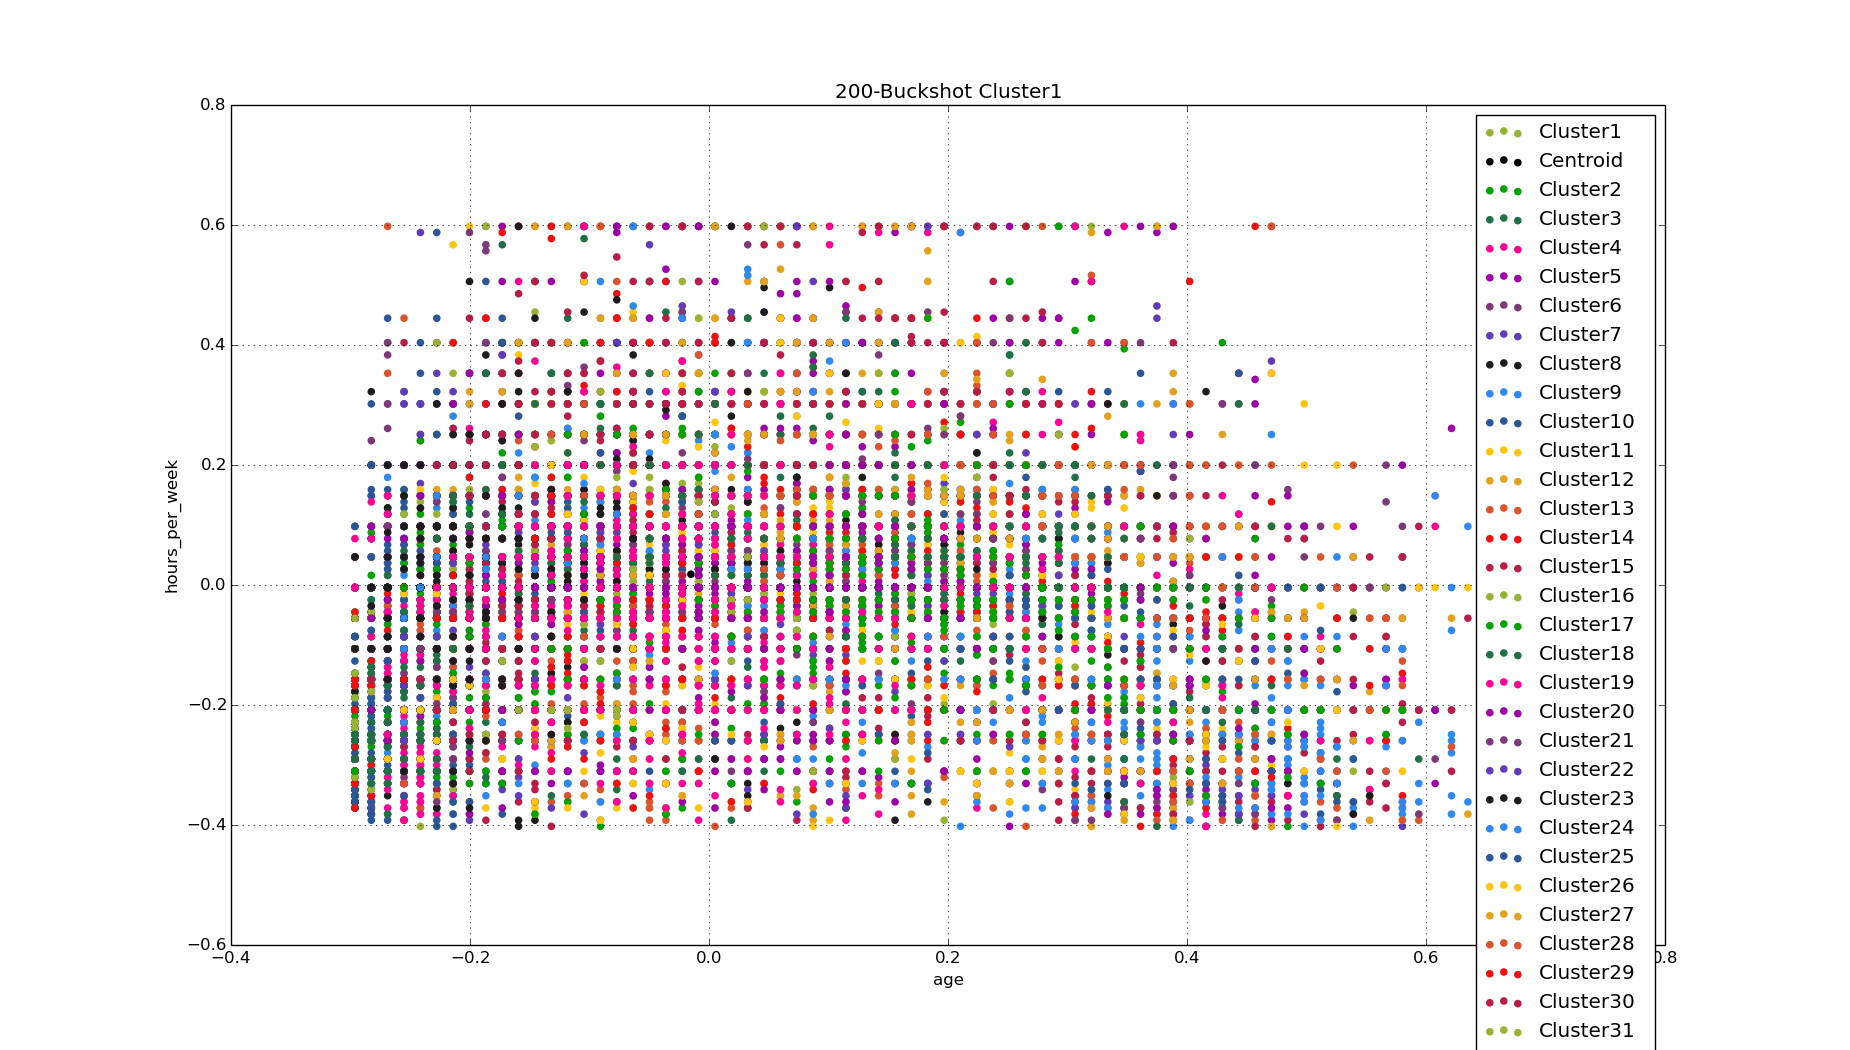 200-Buckshot Cluster1
0.8
0.6
0.4
0.2
0.0
−0.2
−0.4
−0.6
hours_per_week
−0.4
−0.2
0.0
0.2
0.4
0.6
0.8
age
Cluster1
Centroid
Cluster2
Cluster3
Cluster4
Cluster5
Cluster6
Cluster7
Cluster8
Cluster9
Cluster10
Cluster11
Cluster12
Cluster13
Cluster14
Cluster15
Cluster16
Cluster17
Cluster18
Cluster19
Cluster20
Cluster21
Cluster22
Cluster23
Cluster24
Cluster25
Cluster26
Cluster27
Cluster28
Cluster29
Cluster30
Cluster31